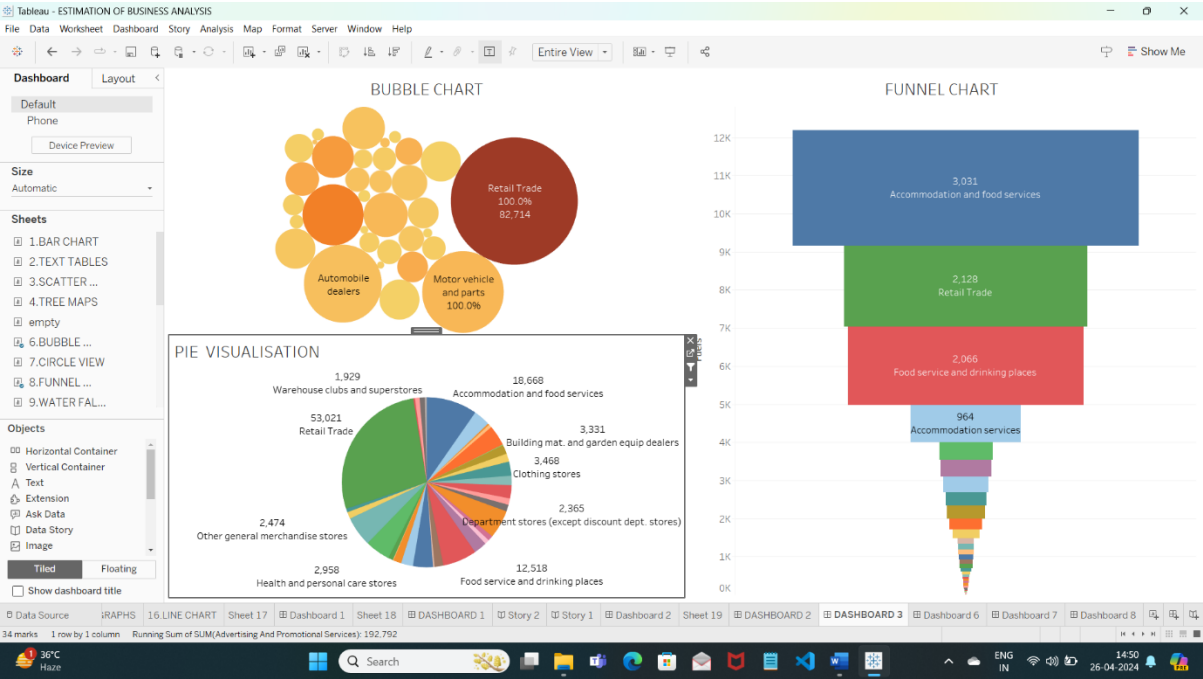 Tableau - ESTIMATION OF BUSINESS ANALYSIS
File Data Worksheet Dashboard Story Analysis Map Format Server Window Help
Entire View
Show Me
Dashboard
Layout
Default
Phone
Device Preview
Size
Automatic
Sheets
1.BAR CHART
2.TEXT TABLES
3.SCATTER ...
4.TREE MAPS
empty
6.BUBBLE ...
7.CIRCLE VIEW
8.FUNNEL ...
9.WATER FAL...
Objects
Horizontal Container
Vertical Container
Text
Extension
Ask Data
Data Story
Image
Tiled
Floating
Show dashboard title
BUBBLE CHART
Retail Trade
100.0%
82,714
Automobile
dealers
Motor vehicle
and parts
100.0%
PIE VISUALISATION
1,929
Warehouse clubs and superstores
18,668
Accommodation and food services
53,021
Retail Trade
3,331
Building mat. and garden equip dealers
3,468
Clothing stores
2,365
Department stores (except discount dept. stores)
2,474
Other general merchandise stores
2,958
Health and personal care stores
12,518
Food service and drinking places
FUNNEL CHART
12K
11K
10K
9K
8K
7K
6K
5K
4K
3K
2K
1K
0K
3,031
Accommodation and food services
2,128
Retail Trade
2,066
Food service and drinking places
964
Accommodation services
Data Source
RAPHS
16.LINE CHART
Sheet 17
Dashboard 1
Sheet 18
DASHBOARD 1
Story 2
Story 1
Dashboard 2
Sheet 19
DASHBOARD 2
DASHBOARD 3
Dashboard 6
Dashboard 7
Dashboard 8
34 marks 1 row by 1 column Running Sum of SUM(Advertising And Promotional Services): 192.792
1
36°C
Haze
Search
ENG
IN
14:50
26-04-2024
PRE